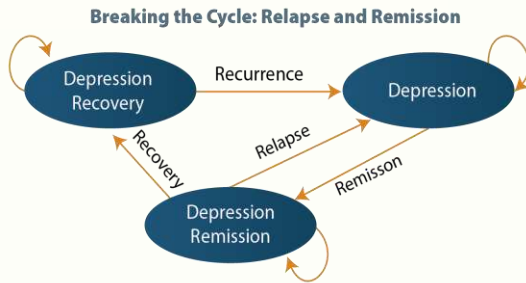 Breaking the Cycle: Relapse and Remission
Depression
Recovery
Recurrence
Depression
Recovery
Relapse
Remisson
Depression
Remission